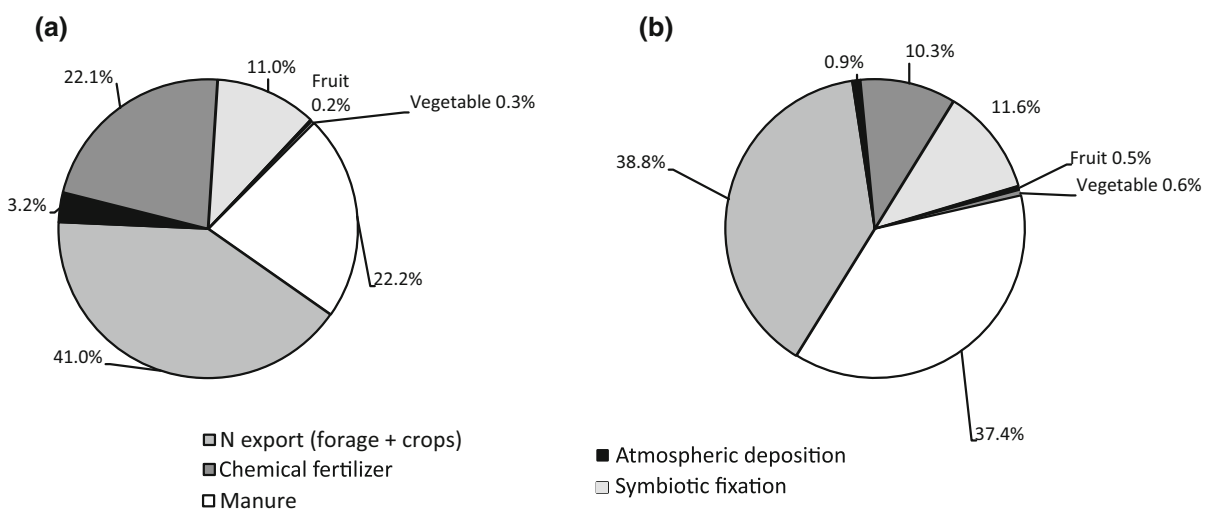 (a)
(b)
22.1%
11.0%
Fruit
0.2%
Vegetable 0.3%
3.2%
22.2%
41.0%
0.9%
10.3%
11.6%
Fruit 0.5%
Vegetable 0.6%
38.8%
37.4%
N export (forage + crops)
Chemical fertilizer
Manure
Atmospheric deposition
Symbiotic fixation